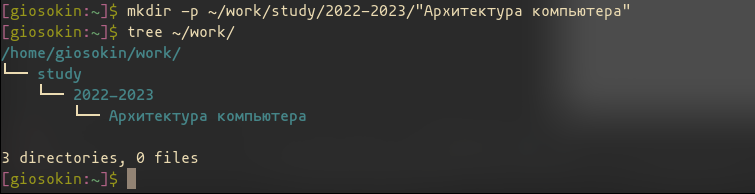 [giosokin:~]$ mkdir -p ~/work/study/2022-2023/"Архитектура компьютера"
[giosokin:~]$ tree ~/work/
/home/giosokin/work/
└── study
    └── 2022-2023
        └── Архитектура компьютера
3 directories, 0 files
[giosokin:~]$